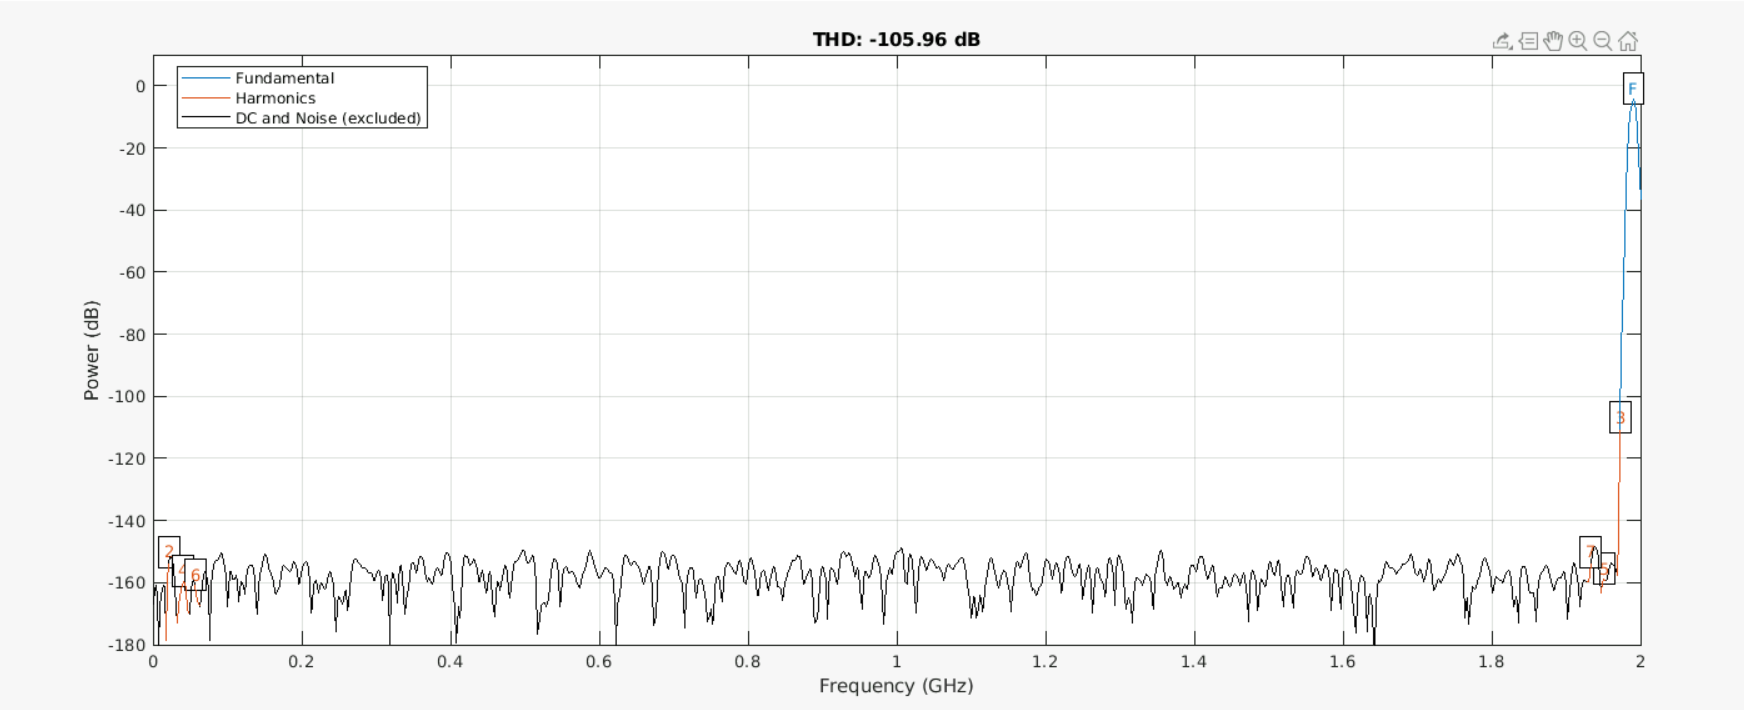 THD: -105.96 dB
Fundamental
Harmonics
DC and Noise (excluded)
F
3
2
4
6
7
5
0
-20
-40
-60
-80
-100
-120
-140
-160
-180
Power (dB)
0 0.2 0.4 0.6 0.8 1 1.2 1.4 1.6 1.8 2
Frequency (GHz)